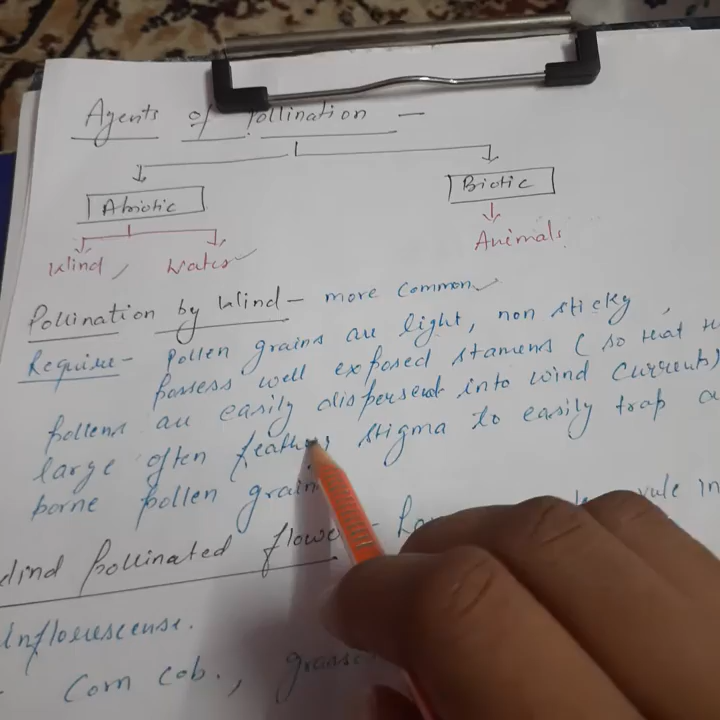 Agents of Pollination —
Abiotic
Biotic
Wind, Water
Animals.
Pollination by Wind — more common
Require - Pollen grains are light, non sticky,
possess well exposed stamens (so that
pollens are easily dispersed into wind currents)
large often feathery stigma to easily trap
borne pollen grain
Wind Pollinated flowe
Inflorescense.
Corn cob.,